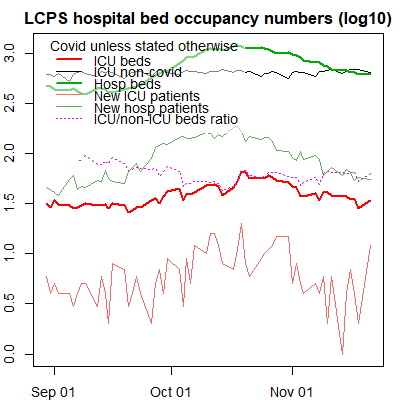 LCPS hospital bed occupancy numbers (log10)
Covid unless stated otherwise
ICU beds
ICU non-covid
Hosp beds
New ICU patients
New hosp patients
ICU/non-ICU beds ratio
3.0
2.5
2.0
1.5
1.0
0.5
0.0
Sep 01
Oct 01
Nov 01